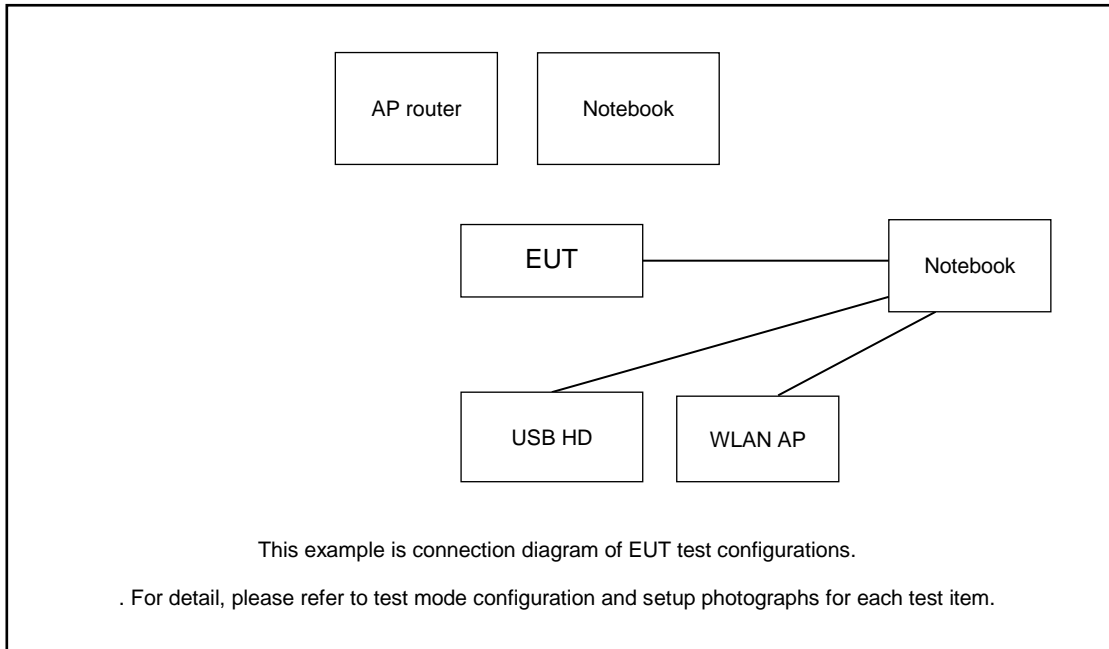 AP router
Notebook
EUT
Notebook
USB HD
WLAN AP
This example is connection diagram of EUT test configurations.
. For detail, please refer to test mode configuration and setup photographs for each test item.